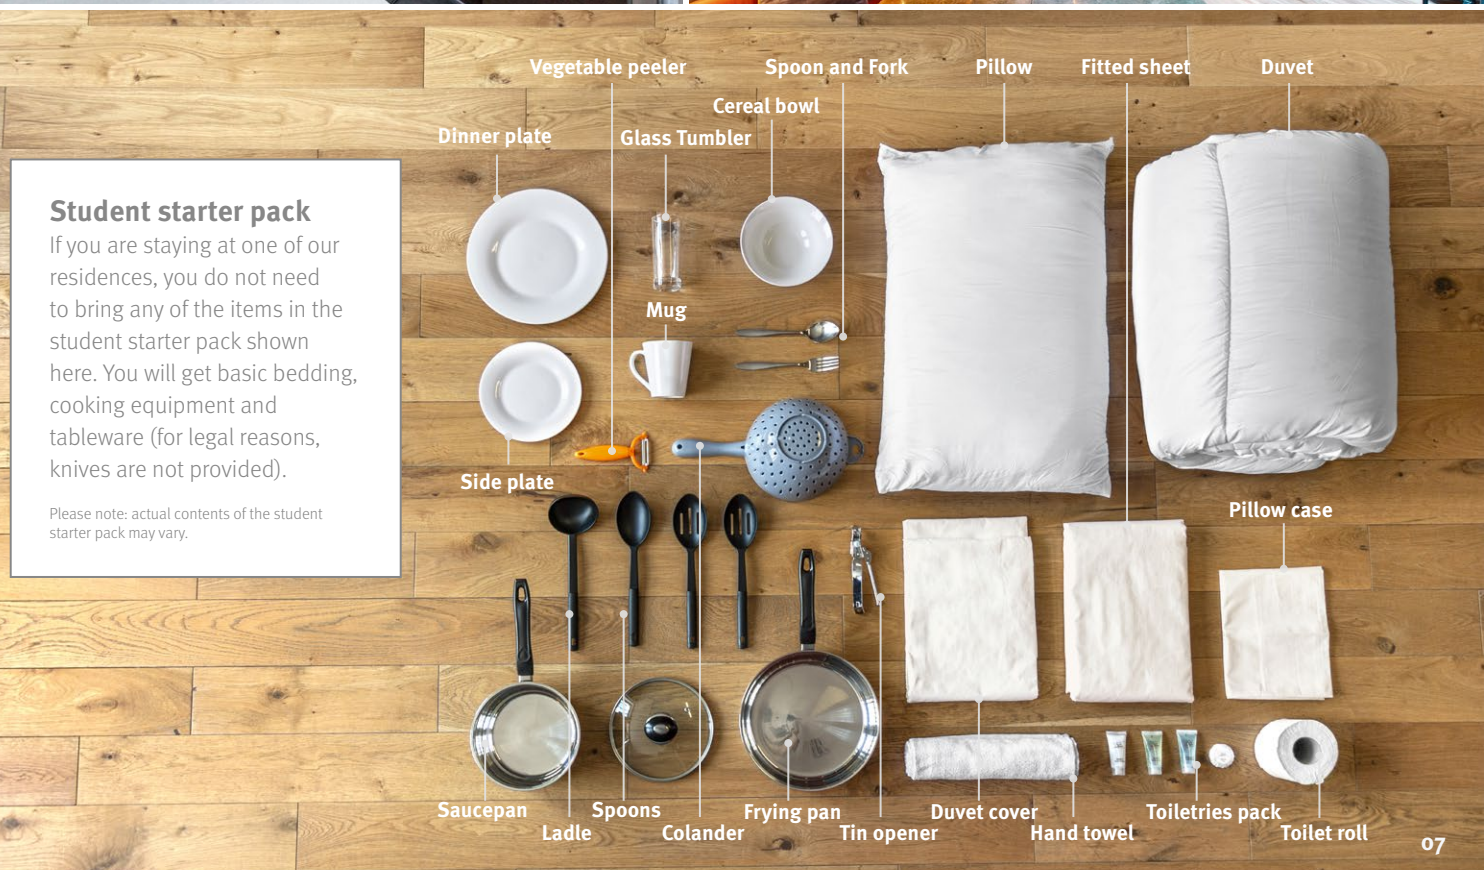 Vegetable peeler
Spoon and Fork
Pillow
Fitted sheet
Duvet
Cereal bowl
Dinner plate
Glass Tumbler
Student starter pack
If you are staying at one of our
residences, you do not need
to bring any of the items in the
student starter pack shown
here. You will get basic bedding,
cooking equipment and
tableware (for legal reasons,
knives are not provided).
Please note: actual contents of the student
starter pack may vary.
Mug
Side plate
Pillow case
Saucepan
Ladle
Spoons
Colander
Frying pan
Tin opener
Duvet cover
Hand towel
Toiletries pack
Toilet roll
07